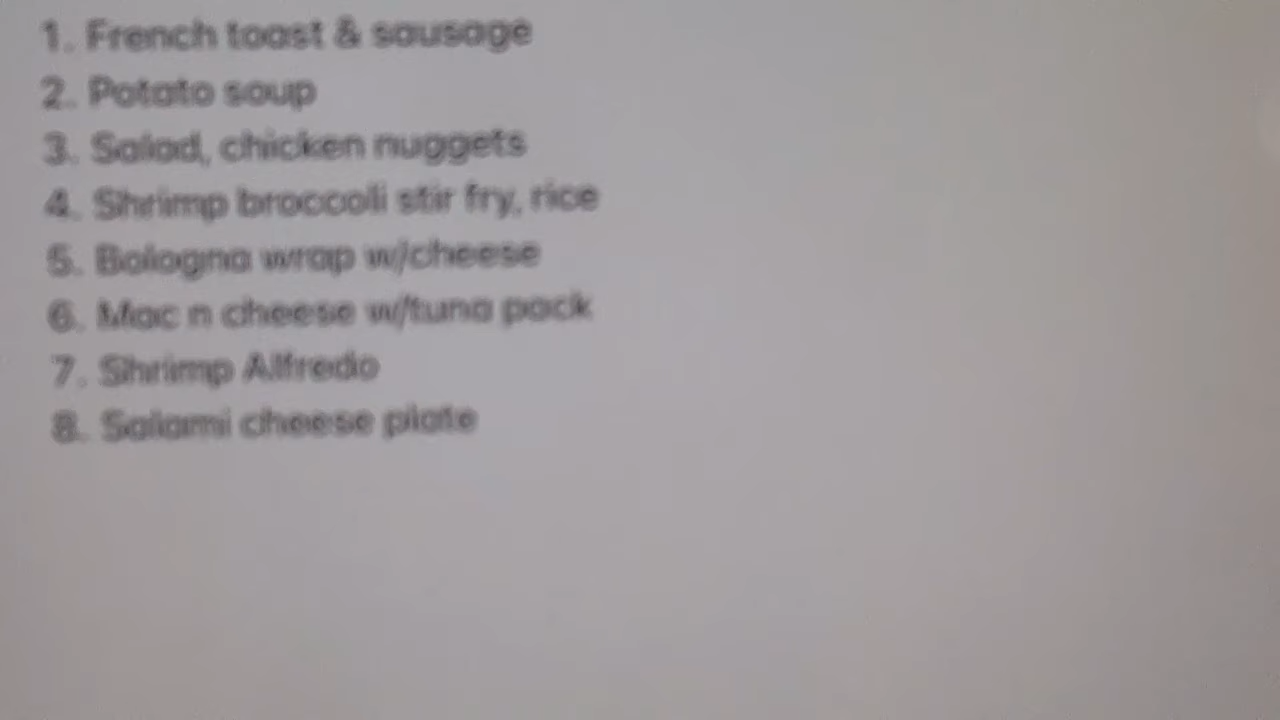 1. French toast & sausage
2. Potato soup
3. Salad, chicken nuggets
4. Shrimp broccoli stir fry, rice
5. Bologna wrap w/cheese
6. Mac n cheese w/tuna pack
7. Shrimp Alfredo
8. Salami cheese plate